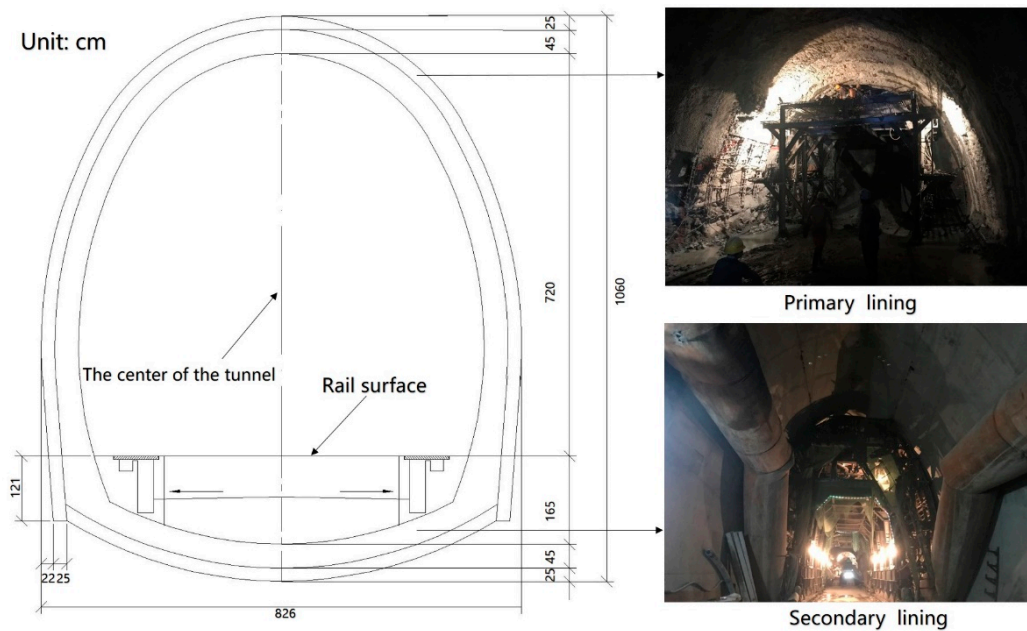 Unit: cm
25
45
720
1060
The center of the tunnel
Rail surface
121
165
45
25
22
25
826
Primary lining
Secondary lining